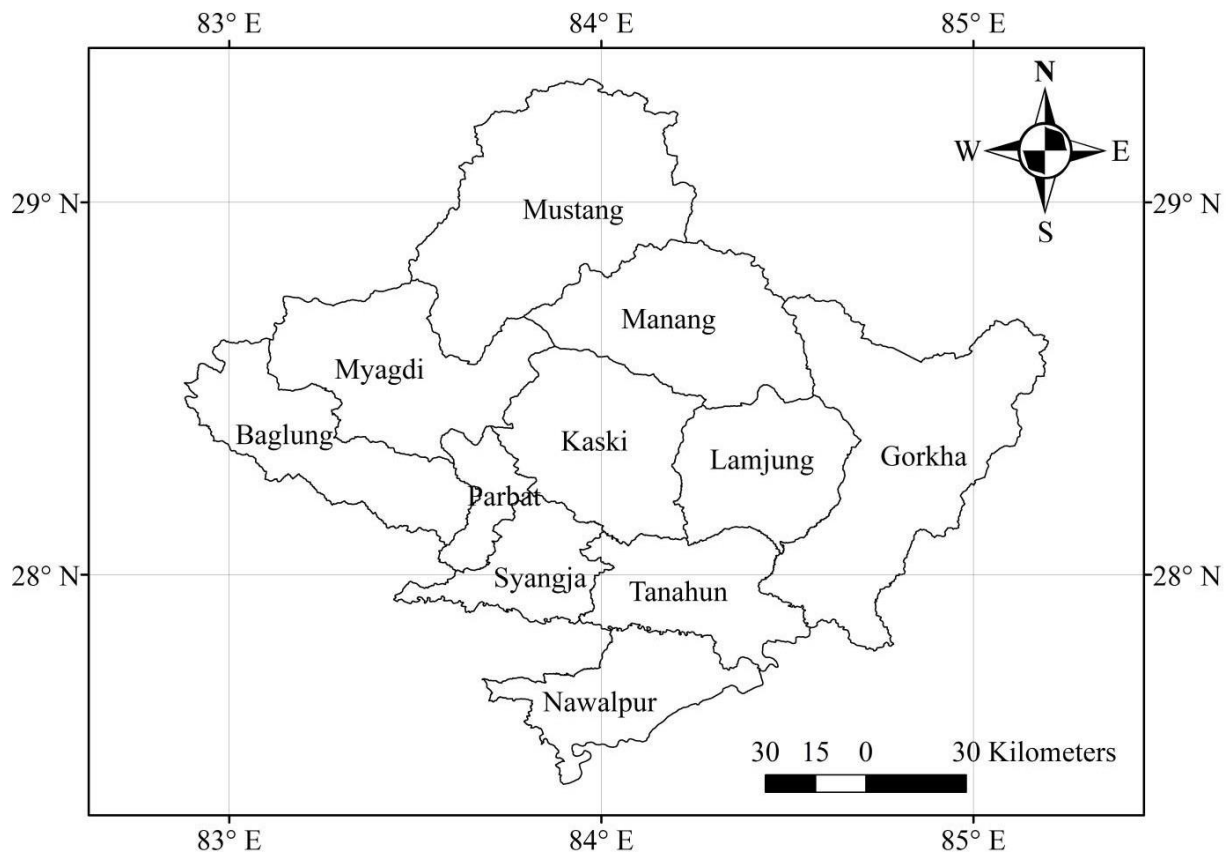 83° E 84° E 85° E
N
W E
S
29° N 29° N
Mustang
Manang
Myagdi
Baglung Kaski Lamjung Gorkha
Parbat
28° N Syangja Tanahun 28° N
Nawalpur
30 15 0 30 Kilometers
83° E 84° E 85° E